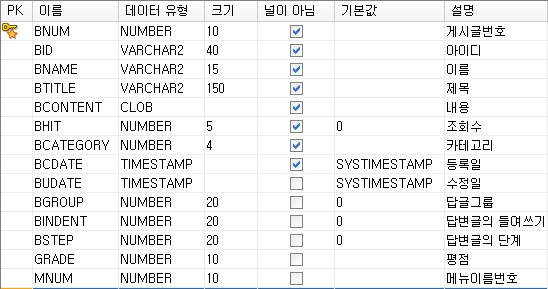 PK 이름 데이터 유형 크기 널이 아님 기본값 설명
BNUM NUMBER 10 게시글번호
BID VARCHAR2 40 아이디
BNAME VARCHAR2 15 이름
BTITLE VARCHAR2 150 제목
BCONTENT CLOB 내용
BHIT NUMBER 5 0 조회수
BCATEGORY NUMBER 4 카테고리
BCDATE TIMESTAMP SYSTIMESTAMP 등록일
BUDATE TIMESTAMP SYSTIMESTAMP 수정일
BGROUP NUMBER 20 0 답글그룹
BINDENT NUMBER 20 0 답변글의 들여쓰기
BSTEP NUMBER 20 0 답변글의 단계
GRADE NUMBER 10 평점
MNUM NUMBER 10 메뉴이름번호